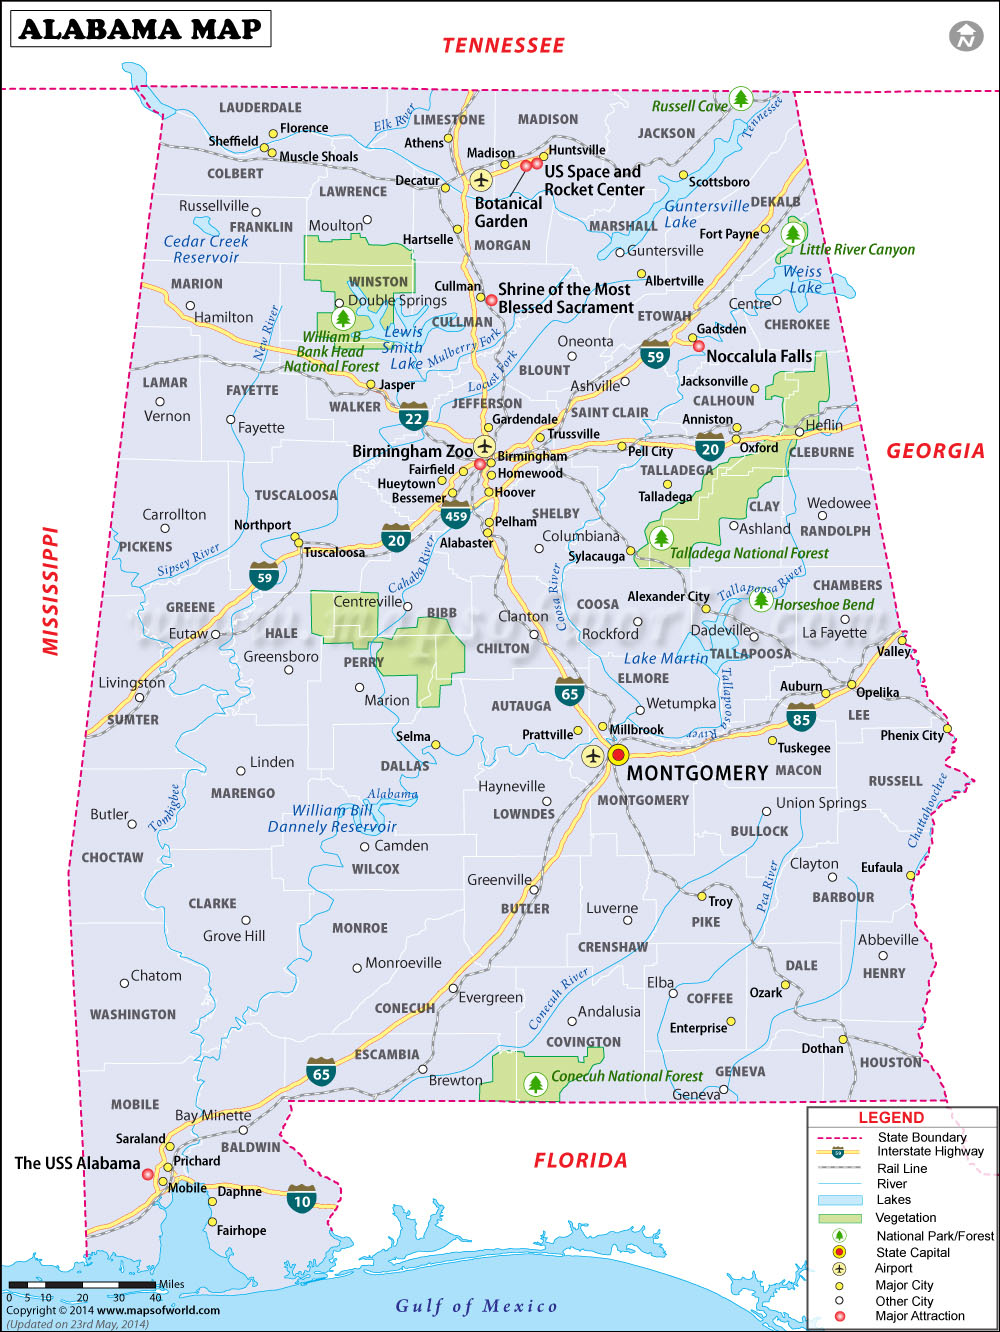 ALABAMA MAP
N
TENNESSEE
LAUDERDALE
Florence
Sheffield
Muscle Shoals
COLBERT
Elk River
LIMESTONE
Athens
MADISON
Madison
Huntsville
US Space and
Rocket Center
Botanical
Garden
Russell Cave
JACKSON
Tennessee
Scottsboro
Decatur
LAWRENCE
Russellville
FRANKLIN
Moulton
Hartselle
MORGAN
Guntersville
Lake
DEKALB
MARSHALL
Fort Payne
Little River Canyon
Guntersville
Cedar Creek
Reservoir
MARION
Hamilton
WINSTON
Double Springs
Cullman
Shrine of the Most
Blessed Sacrament
CULLMAN
Albertville
Weiss
Lake
Centre
ETOWAH
CHEROKEE
Gadsden
Noccalula Falls
New River
William B
Bank Head
National Forest
Lewis
Smith
Lake
Mulberry Fork
Locust Fork
Oneonta
BLOUNT
59
Ashville
Jacksonville
CALHOUN
LAMAR
Vernon
FAYETTE
Fayette
Jasper
WALKER
22
JEFFERSON
Gardendale
SAINT CLAIR
Trussville
Anniston
Heflin
20
Oxford
CLEBURNE
Pell City
TALLADEGA
Talladega
GEORGIA
Birmingham Zoo
Birmingham
Fairfield
Homewood
Hueytown
Hoover
Bessemer
459
SHELBY
Pelham
Alabaster
Columbiana
Sylacauga
CLAY
Ashland
Wedowee
RANDOLPH
Talladega National Forest
TUSCALOOSA
Carrollton
PICKENS
Northport
Tuscaloosa
20
59
Sipsey River
Cahaba River
MISSISSIPPI
GREENE
Eutaw
HALE
Greensboro
Centreville
BIBB
PERRY
Marion
Clanton
CHILTON
Coosa River
COOSA
Rockford
Alexander City
Tallapoosa River
Horseshoe Bend
CHAMBERS
La Fayette
Dadeville
TALLAPOOSA
Lake Martin
ELMORE
Valley
Livingston
SUMTER
65
AUTAUGA
Wetumpka
Tallapoosa
River
Auburn
Opelika
LEE
85
Phenix City
Prattville
Millbrook
Tuskegee
MACON
MONTGOMERY
MONTGOMERY
RUSSELL
Selma
DALLAS
Alabama
Linden
MARENGO
Butler
CHOCTAW
Tombigbee
William Bill
Dannely Reservoir
Camden
WILCOX
Hayneville
LOWNDES
Union Springs
BULLOCK
Chattahoochee
Clayton
Eufaula
BARBOUR
Pea River
Greenville
BUTLER
Luverne
CRENSHAW
Troy
PIKE
CLARKE
Grove Hill
MONROE
Monroeville
Chatom
WASHINGTON
Abbeville
HENRY
DALE
Ozark
Elba
COFFEE
Enterprise
Conecuh River
Evergreen
CONECUH
Andalusia
COVINGTON
Dothan
HOUSTON
GENEVA
Geneva
ESCAMBIA
65
Brewton
Conecuh National Forest
MOBILE
Bay Minette
BALDWIN
Saraland
Prichard
The USS Alabama
Mobile
Daphne
10
Fairhope
FLORIDA
Gulf of Mexico
LEGEND
State Boundary
59 Interstate Highway
Rail Line
River
Lakes
Vegetation
National Park/Forest
State Capital
Airport
Major City
Other City
Major Attraction
Miles
0 5 10 20 30 40
Copyright © 2014 www.mapsofworld.com
(Updated on 23rd May, 2014)